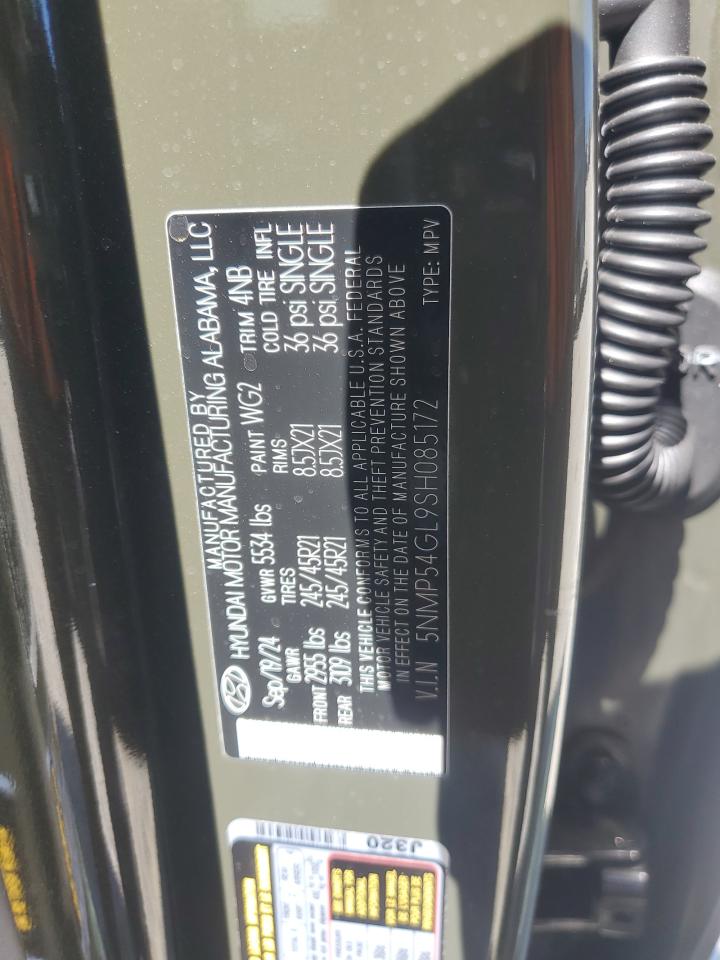 MANUFACTURED BY
HYUNDAI MOTOR MANUFACTURING ALABAMA, LLC
Sep/19/24 GVWR 5534 lbs PAINT WG2 TRIM 4NB
GAWR TIRES RIMS COLD TIRE INFL
FRONT 2955 lbs 245/45R21 8.5JX21 36 psi SINGLE
REAR 3109 lbs 245/45R21 8.5JX21 36 psi SINGLE
THIS VEHICLE CONFORMS TO ALL APPLICABLE U.S.A. FEDERAL
MOTOR VEHICLE SAFETY AND THEFT PREVENTION STANDARDS
IN EFFECT ON THE DATE OF MANUFACTURE SHOWN ABOVE
V.I.N 5NMP54GL9SH085172 TYPE: MPV
J320